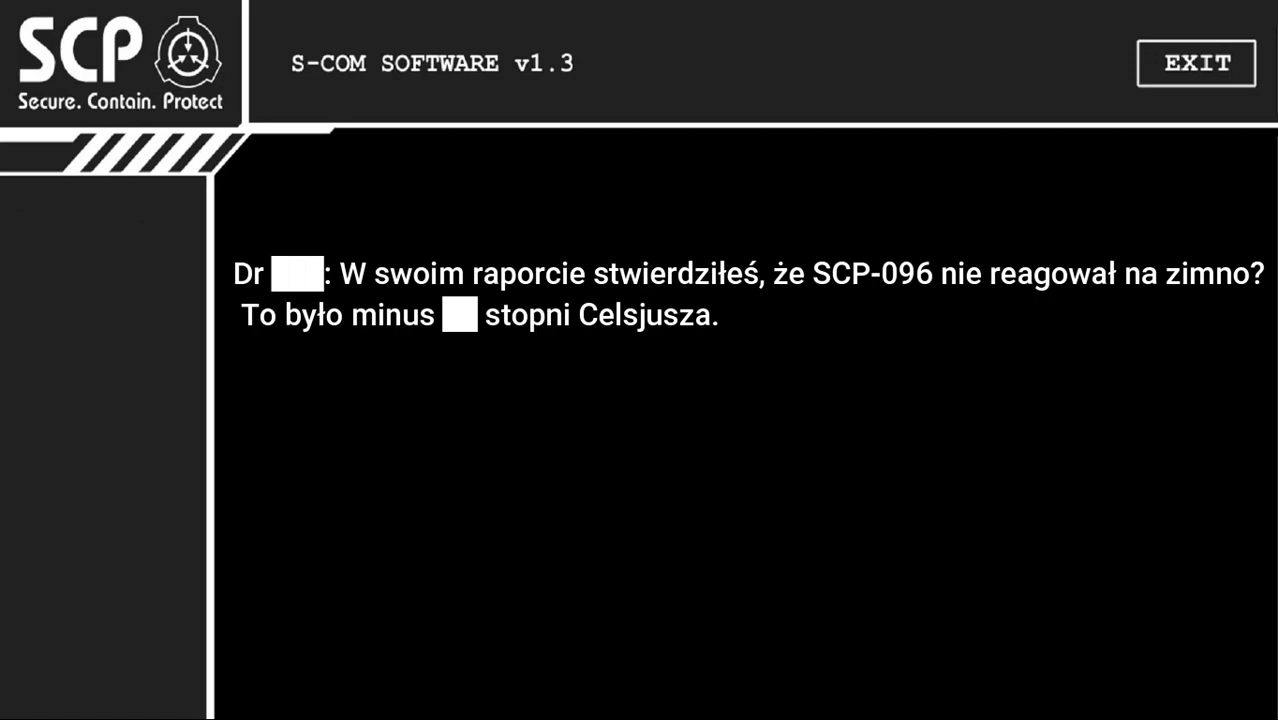 SCP
Secure. Contain. Protect
S-COM SOFTWARE v1.3
EXIT
Dr ███: W swoim raporcie stwierdziłeś, że SCP-096 nie reagował na zimno?
To było minus ██ stopni Celsjusza.